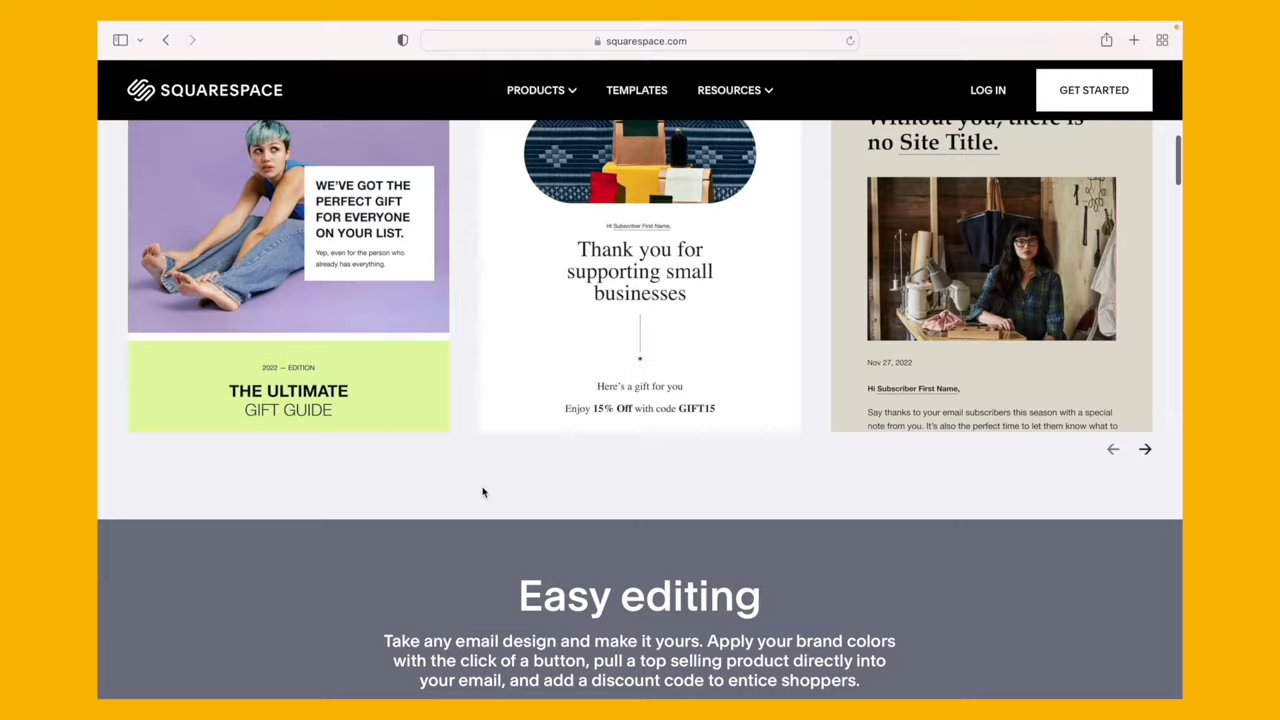 squarespace.com
SQUARESPACE
PRODUCTS
TEMPLATES
RESOURCES
LOG IN
GET STARTED
WE'VE GOT THE
PERFECT GIFT
FOR EVERYONE
ON YOUR LIST.
Yep, even for the person who
already has everything.
2022 — EDITION
THE ULTIMATE
GIFT GUIDE
Hi Subscriber First Name,
Thank you for
supporting small
businesses
Here's a gift for you
Enjoy 15% Off with code GIFT15
Without you, there is
no Site Title.
Nov 27, 2022
Hi Subscriber First Name,
Say thanks to your email subscribers this season with a special
note from you. It's also the perfect time to let them know what to
Easy editing
Take any email design and make it yours. Apply your brand colors
with the click of a button, pull a top selling product directly into
your email, and add a discount code to entice shoppers.